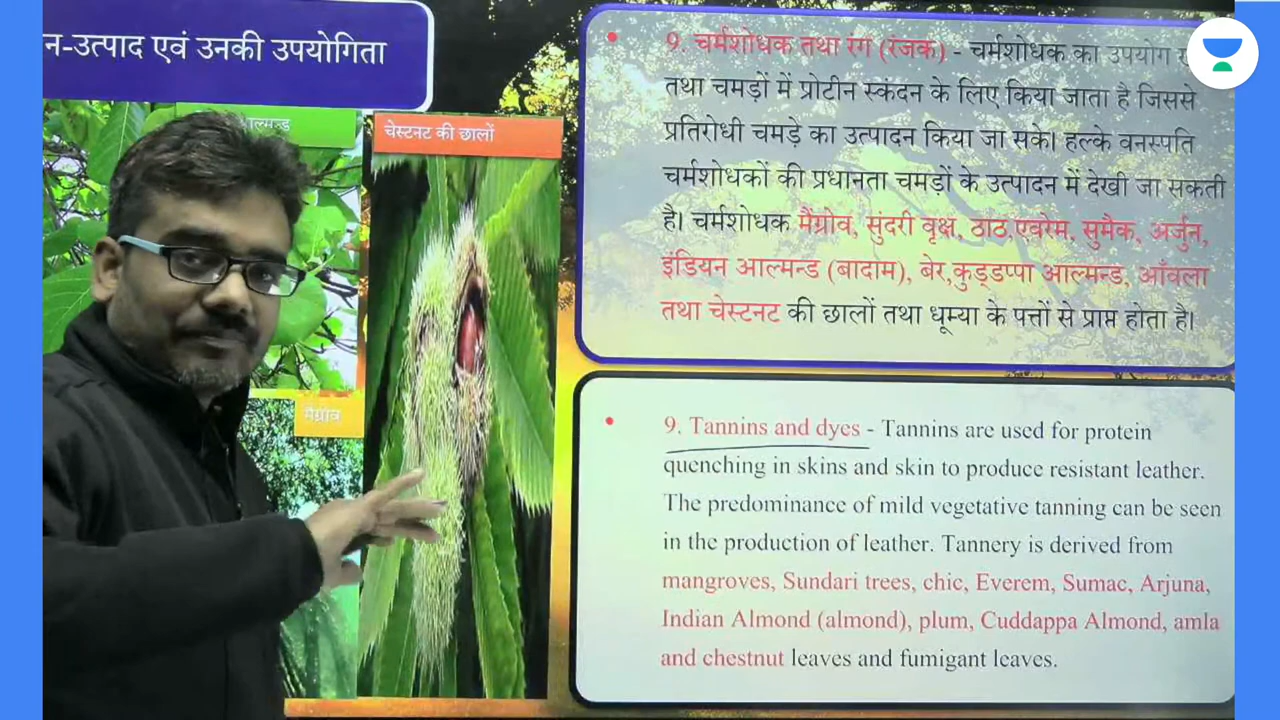 न-उत्पाद एवं उनकी उपयोगिता
चेस्टनट की छालों
मैंग्रोव
9. चर्मशोधक तथा रंग (रंजक) - चर्मशोधक का उपयोग
तथा चमड़ों में प्रोटीन स्कंदन के लिए किया जाता है जिससे
प्रतिरोधी चमड़े का उत्पादन किया जा सके। हल्के वनस्पति
चर्मशोधकों की प्रधानता चमड़ों के उत्पादन में देखी जा सकती
है। चर्मशोधक मैंग्रोव, सुंदरी वृक्ष, ठाठ,एवरेम, सुमैक, अर्जुन,
इंडियन आल्मन्ड (बादाम), बेर,कुड्डप्पा आल्मन्ड, आँवला
तथा चेस्टनट की छालों तथा धूम्या के पत्तों से प्राप्त होता है।
9. Tannins and dyes - Tannins are used for protein
quenching in skins and skin to produce resistant leather.
The predominance of mild vegetative tanning can be seen
in the production of leather. Tannery is derived from
mangroves, Sundari trees, chic, Everem, Sumac, Arjuna,
Indian Almond (almond), plum, Cuddappa Almond, amla
and chestnut leaves and fumigant leaves.